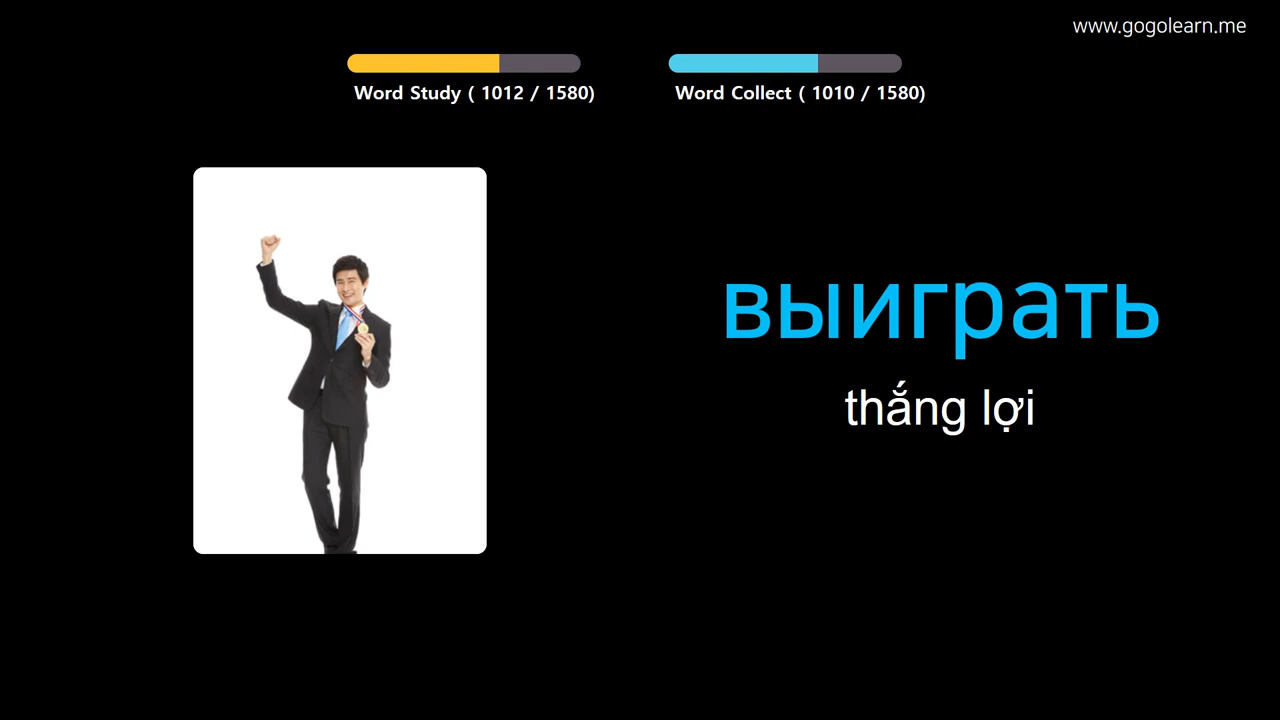 www.gogolearn.me
Word Study ( 1012 / 1580)
Word Collect ( 1010 / 1580)
выиграть
thắng lợi